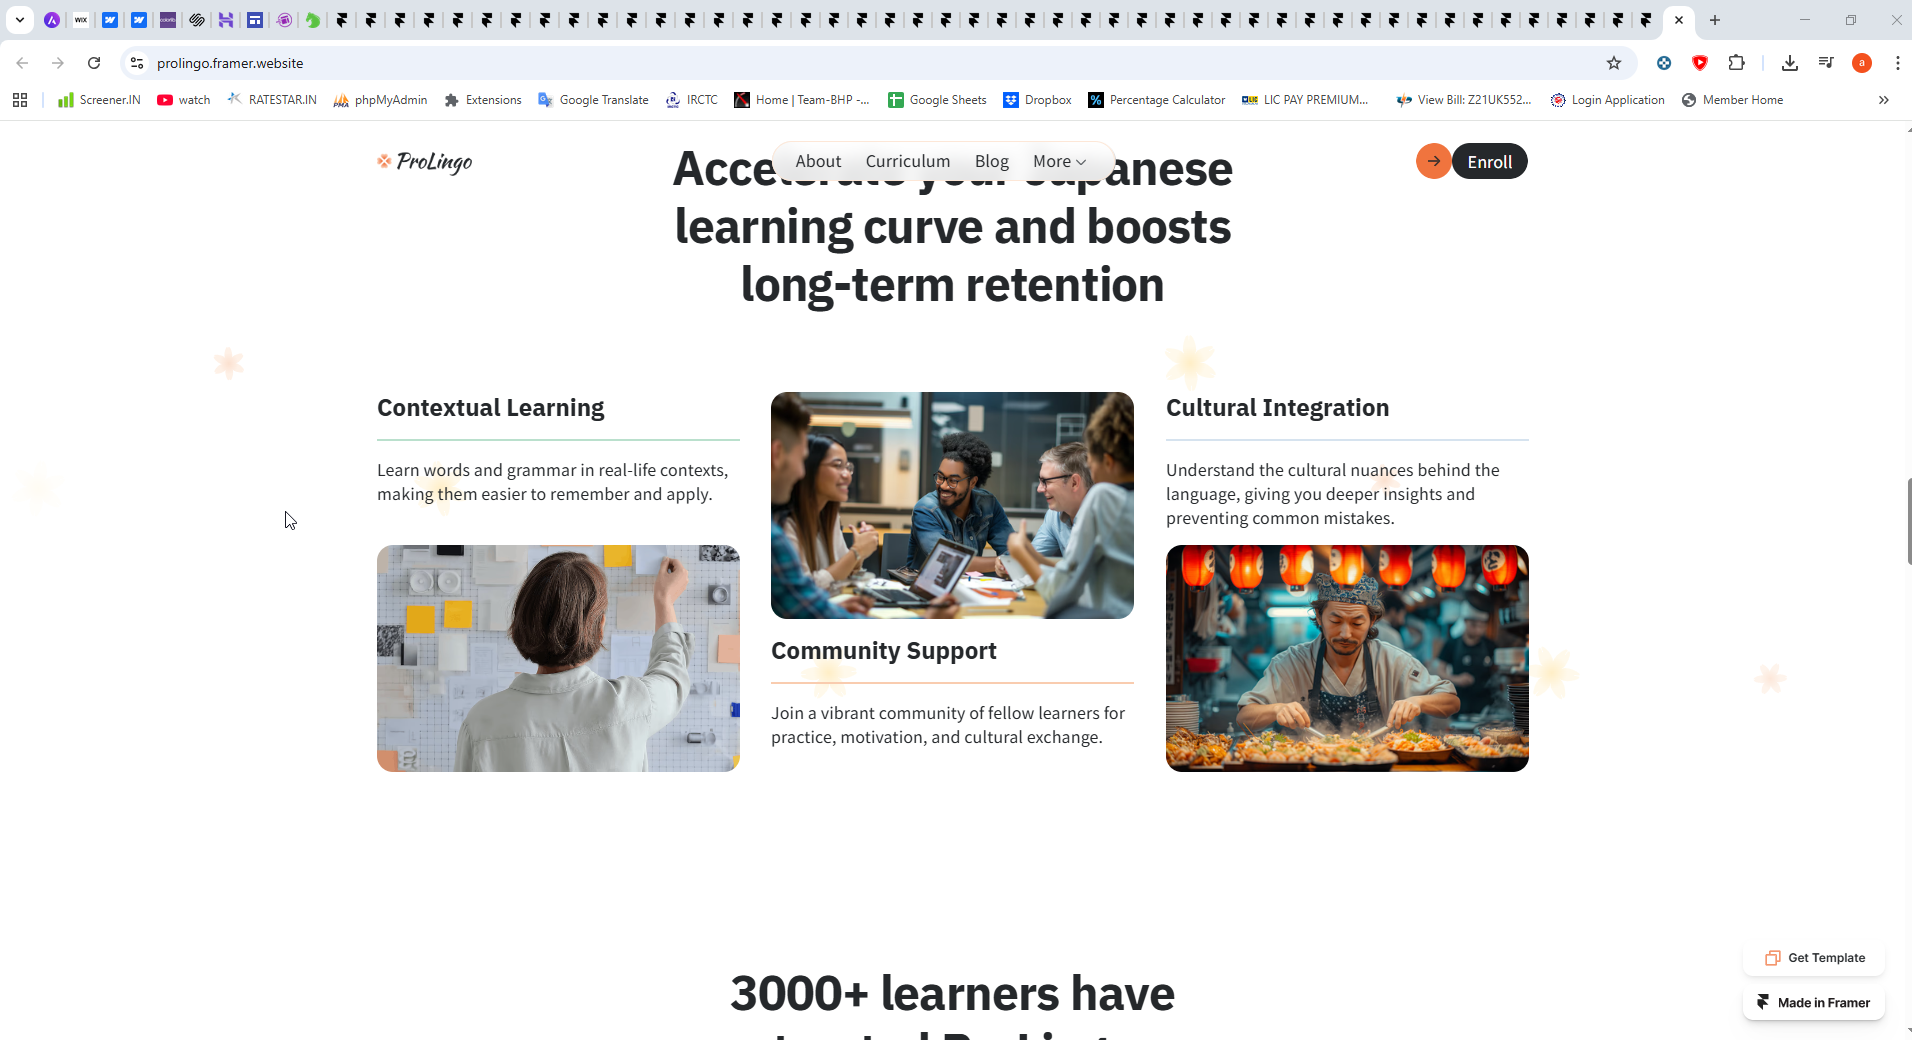 WiX
prolingo.framer.website
a
Screener.IN
watch
RATESTAR.IN
phpMyAdmin
Extensions
Google Translate
IRCTC
Home | Team-BHP -...
Google Sheets
Dropbox
Percentage Calculator
LIC PAY PREMIUM...
View Bill: Z21UK552...
Login Application
Member Home
ProLingo
About
Curriculum
Blog
More
Enroll
Accelerate your Japanese
learning curve and boosts
long-term retention
Contextual Learning
Learn words and grammar in real-life contexts,
making them easier to remember and apply.
Community Support
Join a vibrant community of fellow learners for
practice, motivation, and cultural exchange.
Cultural Integration
Understand the cultural nuances behind the
language, giving you deeper insights and
preventing common mistakes.
3000+ learners have
Get Template
Made in Framer